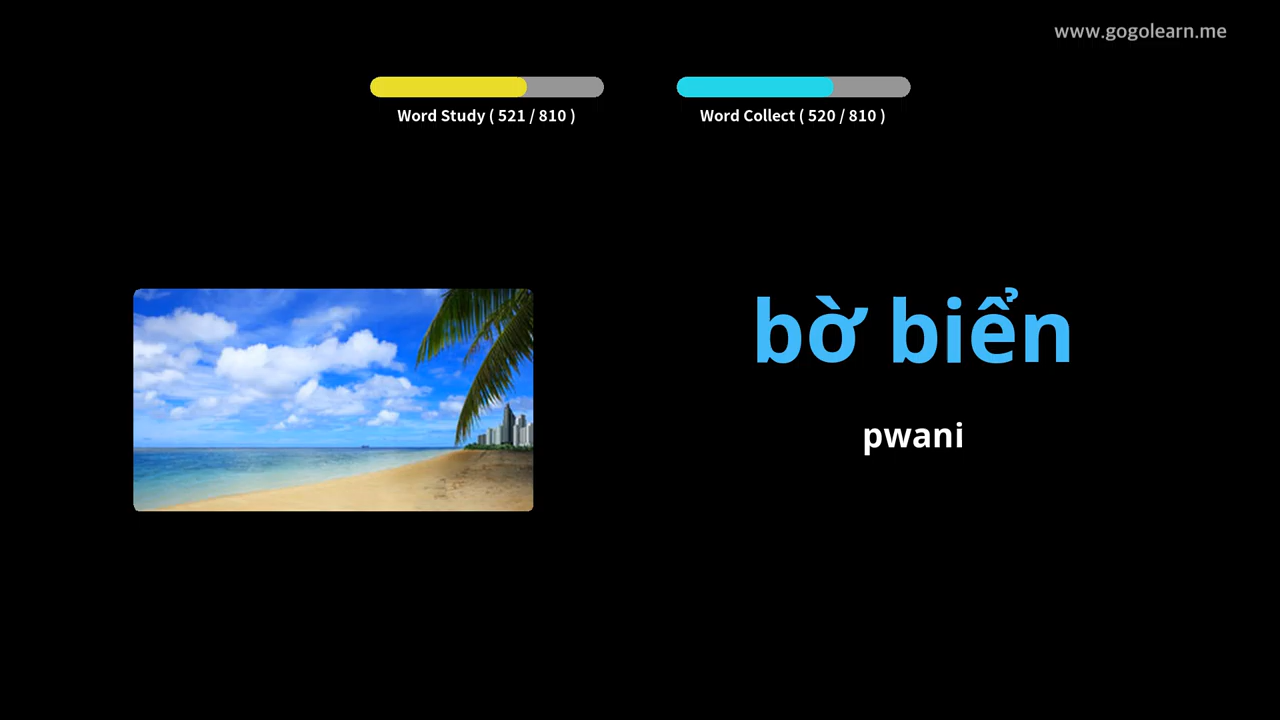 www.gogolearn.me
Word Study ( 521 / 810 )
Word Collect ( 520 / 810 )
bờ biển
pwani